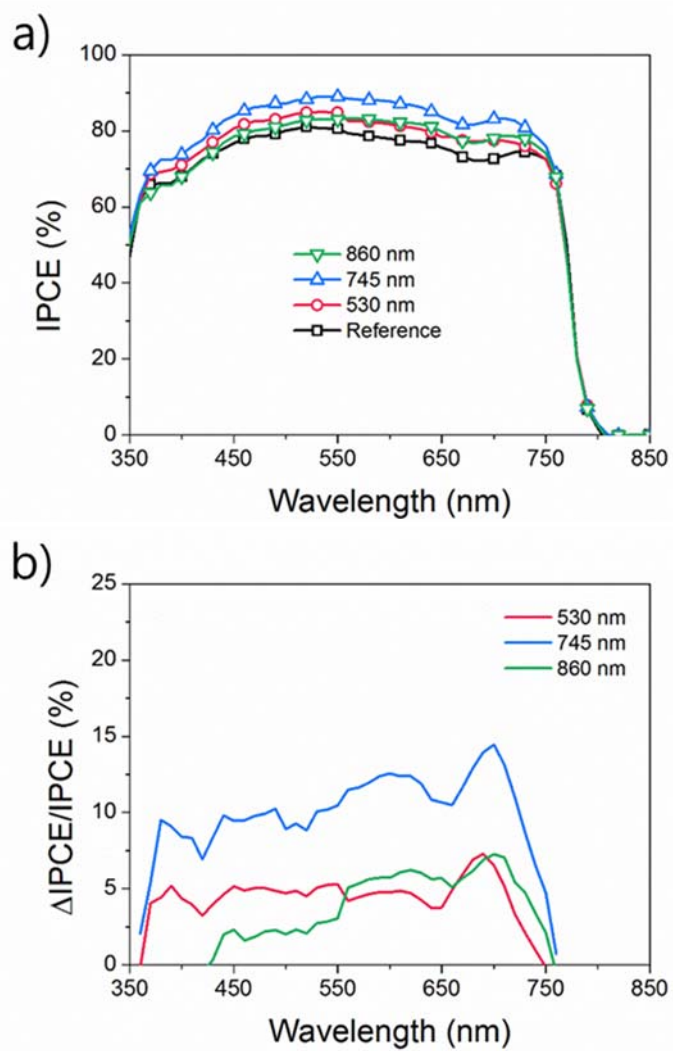 a)
100
80
60
40
20
0
IPCE (%)
860 nm
745 nm
530 nm
Reference
350 450 550 650 750 850
Wavelength (nm)
b)
25
20
15
10
5
0
ΔIPCE/IPCE (%)
530 nm
745 nm
860 nm
350 450 550 650 750 850
Wavelength (nm)